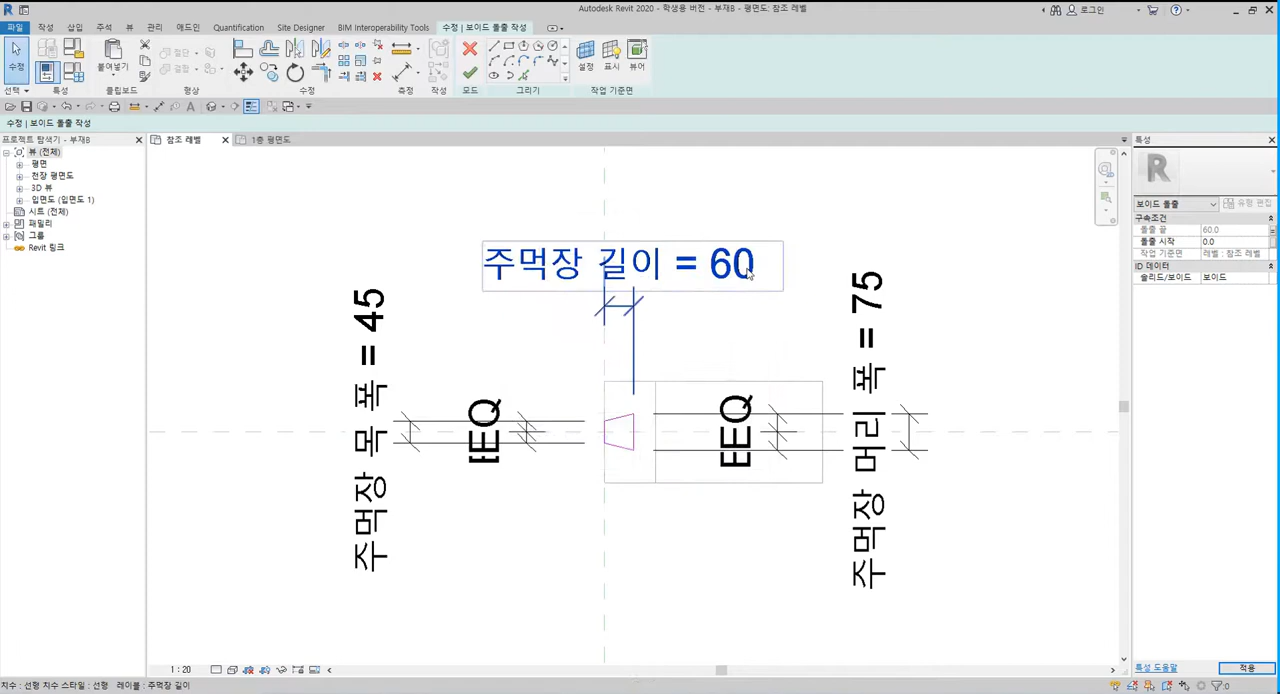 Autodesk Revit 2020 - 학생용 버전 - 부재B - 평면도: 참조 레벨
로그인
파일 작성 삽입 주석 뷰 관리 애드인 Quantification Site Designer BIM Interoperability Tools 수정 | 보이드 돌출 작성
수정 붙여넣기 절단 결합 설정 표시 뷰어
선택 특성 클립보드 형상 수정 측정 작성 모드 그리기 작업 기준면
수정 | 보이드 돌출 작성
프로젝트 탐색기 - 부재B
뷰 (전체)
평면
천장 평면도
3D 뷰
입면도 (입면도 1)
시트 (전체)
패밀리
그룹
Revit 링크
참조 레벨
1층 평면도
주먹장 길이 = 60
주먹장 목 폭 = 45
EQ
EQ
주먹장 머리 폭 = 75
특성
보이드 돌출
유형 편집
구속조건
돌출 끝 60.0
돌출 시작 0.0
작업 기준면 레벨 : 참조 레벨
ID 데이터
솔리드/보이드 보이드
특성 도움말
적용
1 : 20
치수 : 선형 치수 스타일 : 선형 레이블 : 주먹장 길이
:0